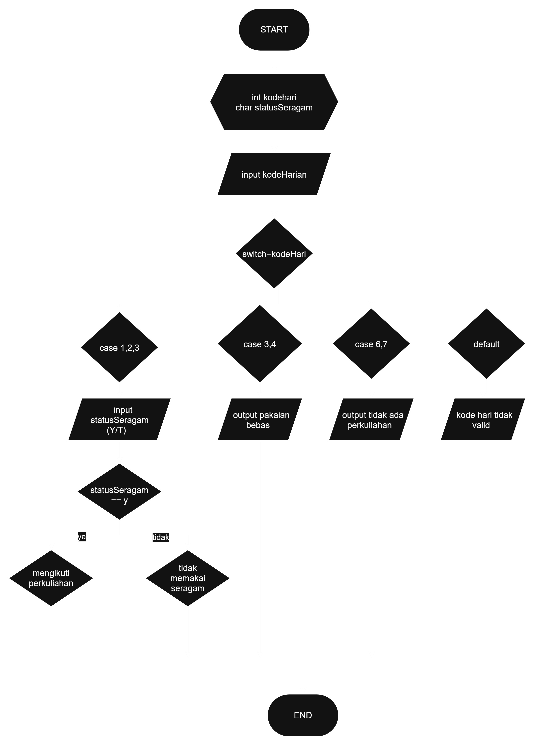 START
int kodehari
char statusSeragam
input kodeHarian
switch=kodeHari
case 1,2,3
case 3,4
case 6,7
default
input
statusSeragam
(Y/T)
output pakaian
bebas
output tidak ada
perkuliahan
kode hari tidak
valid
statusSeragam
== y
ya
tidak
mengikuti
perkuliahan
tidak
memakai
seragam
END